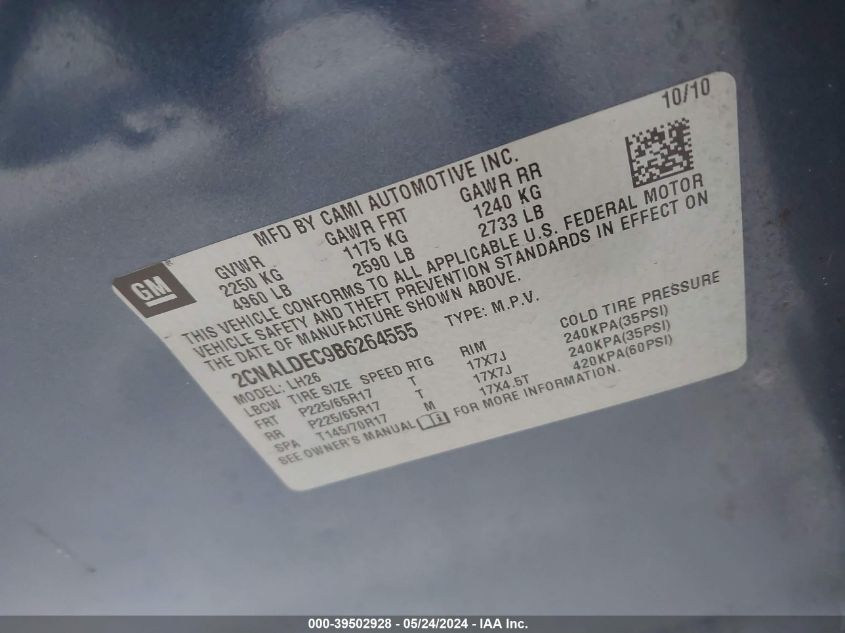 10/10
MFD BY CAMI AUTOMOTIVE INC.
GVWR GAWR FRT GAWR RR
2250 KG 1175 KG 1240 KG
4960 LB 2590 LB 2733 LB
GM
THIS VEHICLE CONFORMS TO ALL APPLICABLE U.S. FEDERAL MOTOR
VEHICLE SAFETY AND THEFT PREVENTION STANDARDS IN EFFECT ON
THE DATE OF MANUFACTURE SHOWN ABOVE.
2CNALDEC9B6264555 TYPE: M.P.V.
MODEL: LH26
LBCW TIRE SIZE SPEED RTG RIM COLD TIRE PRESSURE
FRT P225/65R17 T 17X7J 240KPA(35PSI)
RR P225/65R17 T 17X7J 240KPA(35PSI)
SPA T145/70R17 M 17X4.5T 420KPA(60PSI)
SEE OWNER'S MANUAL FOR MORE INFORMATION.
000-39502928 - 05/24/2024 - IAA Inc.